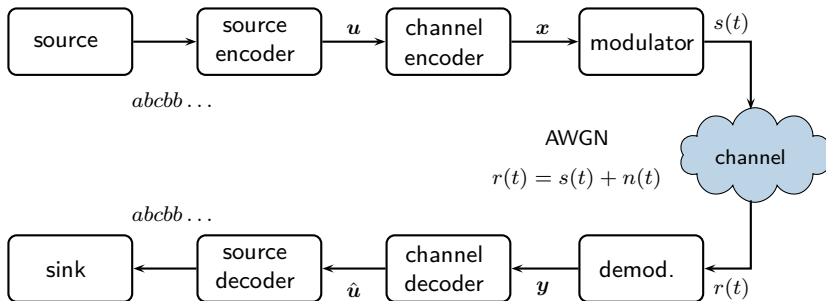 source
source
encoder
u
channel
encoder
x
modulator
s(t)
abcbb ...
AWGN
r(t) = s(t) + n(t)
channel
abcbb ...
sink
source
decoder
û
channel
decoder
y
demod.
r(t)